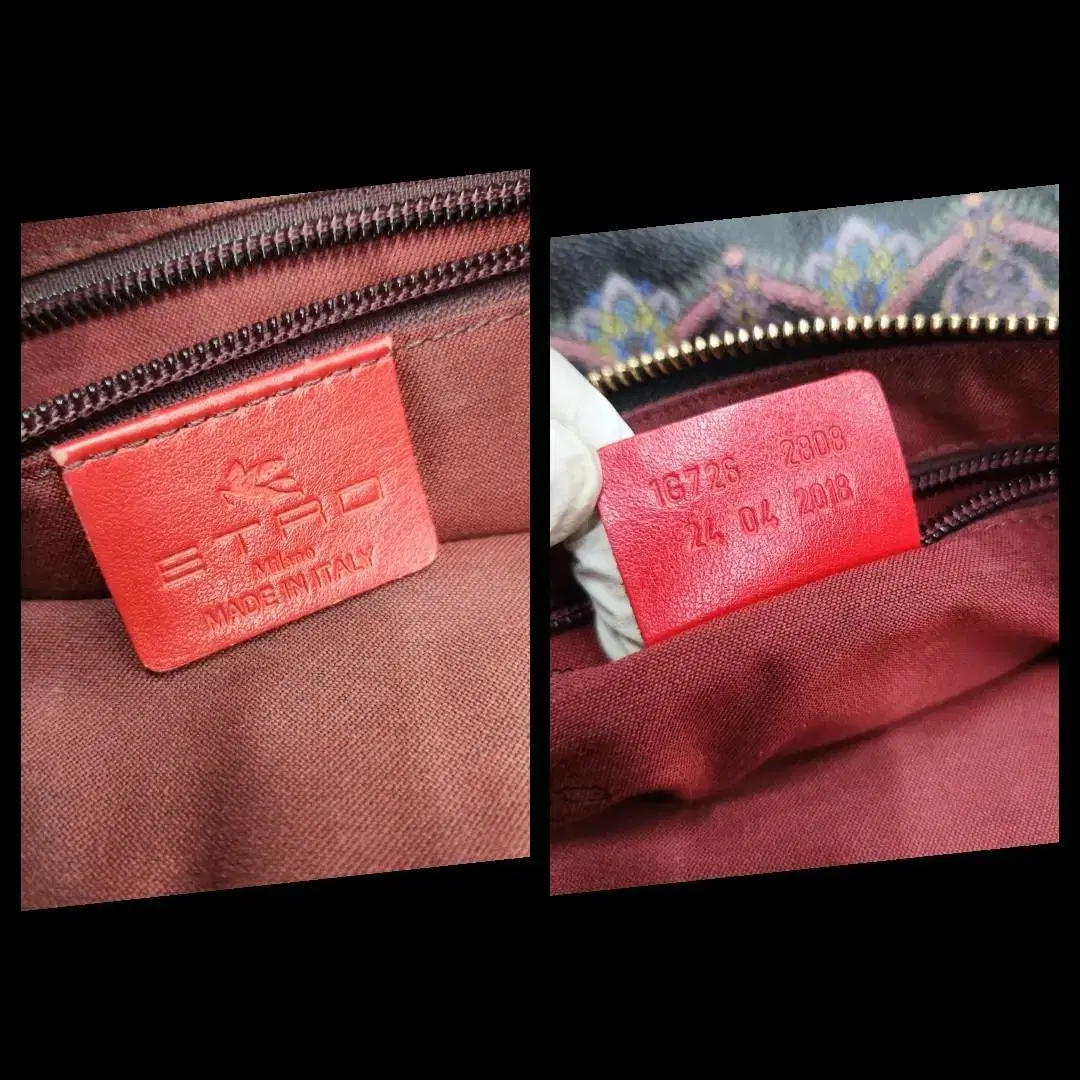 ETRO
Milano
MADE IN ITALY
1G726 2808
24 04 2018